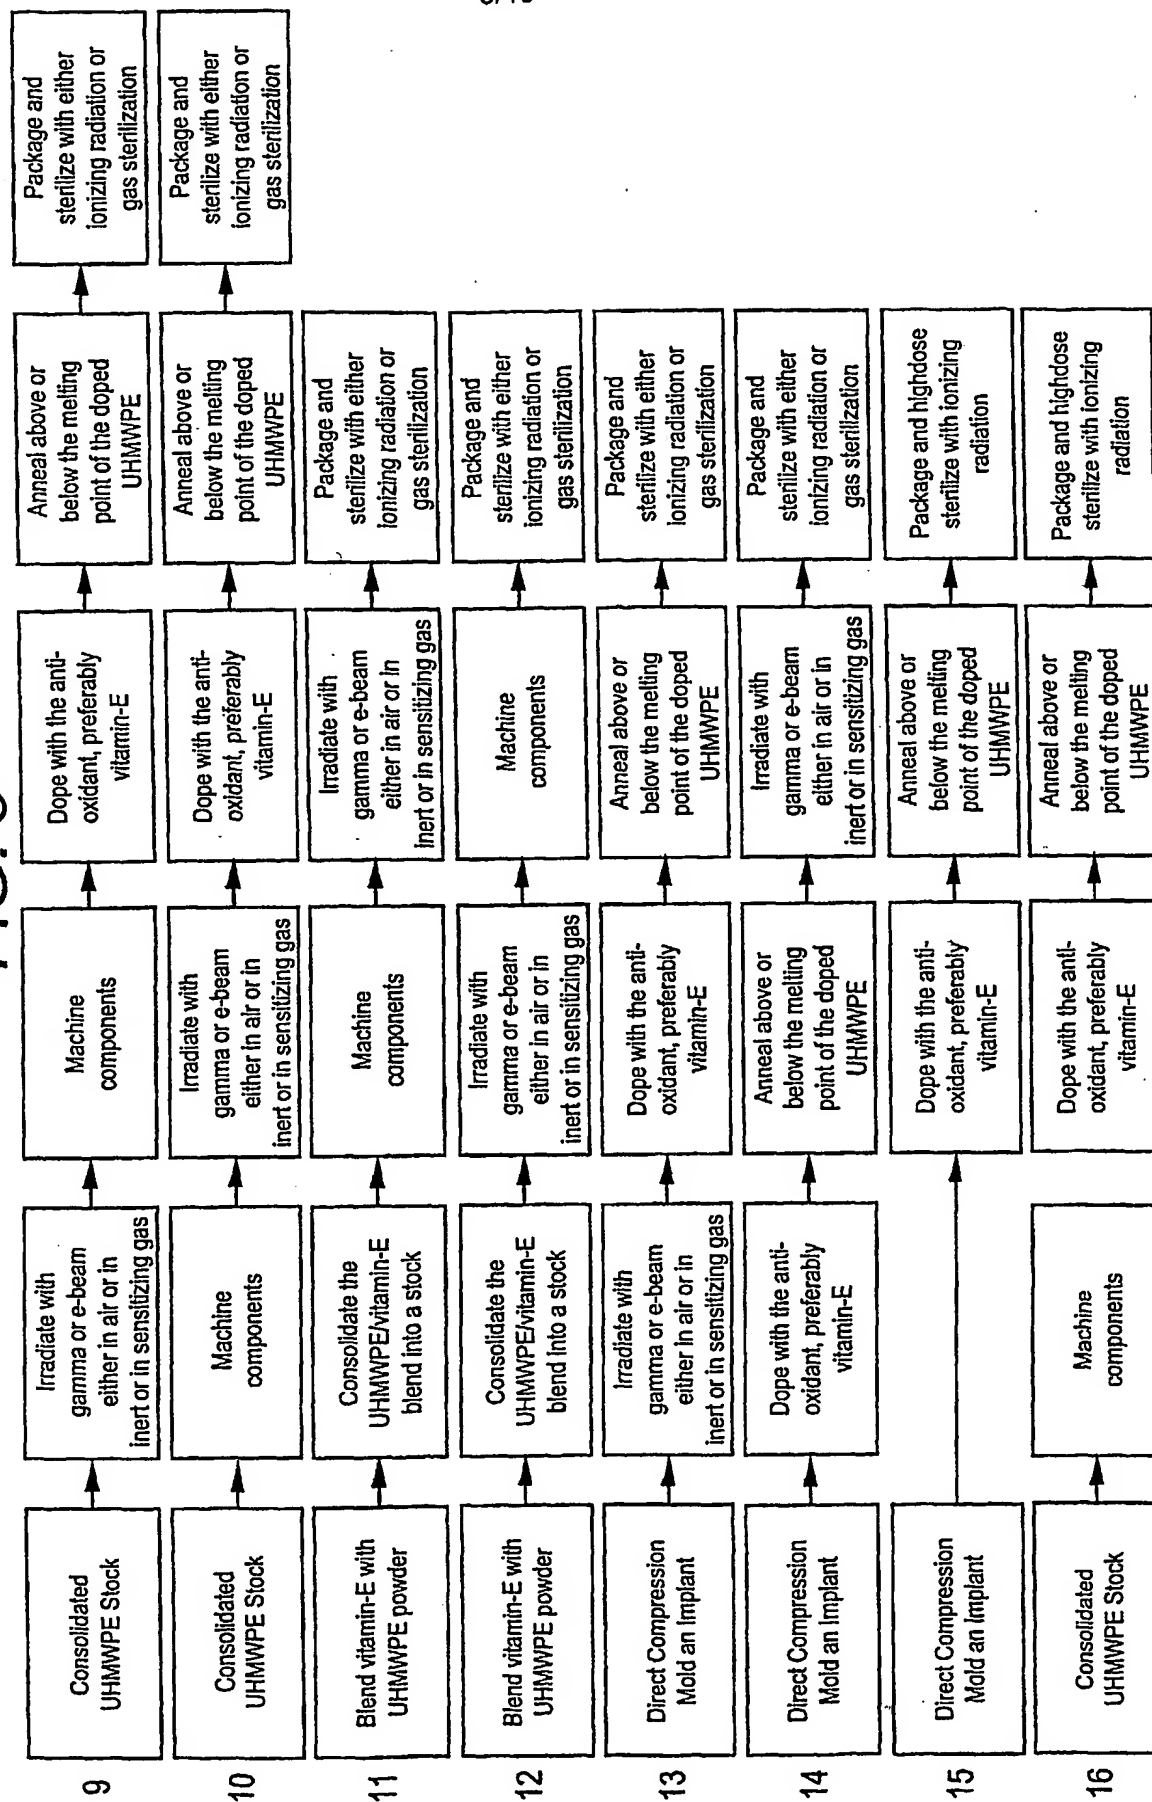 9
Consolidated
UHMWPE Stock
Irradiate with
gamma or e-beam
either in air or in
inert or in sensitizing gas
Machine
components
Dope with the anti-
oxidant, preferably
vitamin-E
Anneal above or
below the melting
point of the doped
UHMWPE
Package and
sterilize with either
ionizing radiation or
gas sterilization
10
Consolidated
UHMWPE Stock
Machine
components
Irradiate with
gamma or e-beam
either in air or in
inert or in sensitizing gas
Dope with the anti-
oxidant, preferably
vitamin-E
Anneal above or
below the melting
point of the doped
UHMWPE
Package and
sterilize with either
ionizing radiation or
gas sterilization
11
Blend vitamin-E with
UHMWPE powder
Consolidate the
UHMWPE/vitamin-E
blend into a stock
Machine
components
Irradiate with
gamma or e-beam
either in air or in
inert or in sensitizing gas
Package and
sterilize with either
ionizing radiation or
gas sterilization
12
Blend vitamin-E with
UHMWPE powder
Consolidate the
UHMWPE/vitamin-E
blend into a stock
Irradiate with
gamma or e-beam
either in air or in
inert or in sensitizing gas
Machine
components
Package and
sterilize with either
ionizing radiation or
gas sterilization
13
Direct Compression
Mold an Implant
Irradiate with
gamma or e-beam
either in air or in
inert or in sensitizing gas
Dope with the anti-
oxidant, preferably
vitamin-E
Anneal above or
below the melting
point of the doped
UHMWPE
Package and
sterilize with either
ionizing radiation or
gas sterilization
14
Direct Compression
Mold an Implant
Dope with the anti-
oxidant, preferably
vitamin-E
Anneal above or
below the melting
point of the doped
UHMWPE
Irradiate with
gamma or e-beam
either in air or in
inert or in sensitizing gas
Package and
sterilize with either
ionizing radiation or
gas sterilization
15
Direct Compression
Mold an Implant
Dope with the anti-
oxidant, preferably
vitamin-E
Anneal above or
below the melting
point of the doped
UHMWPE
Package and highdose
sterilize with ionizing
radiation
16
Consolidated
UHMWPE Stock
Machine
components
Dope with the anti-
oxidant, preferably
vitamin-E
Anneal above or
below the melting
point of the doped
UHMWPE
Package and highdose
sterilize with ionizing
radiation